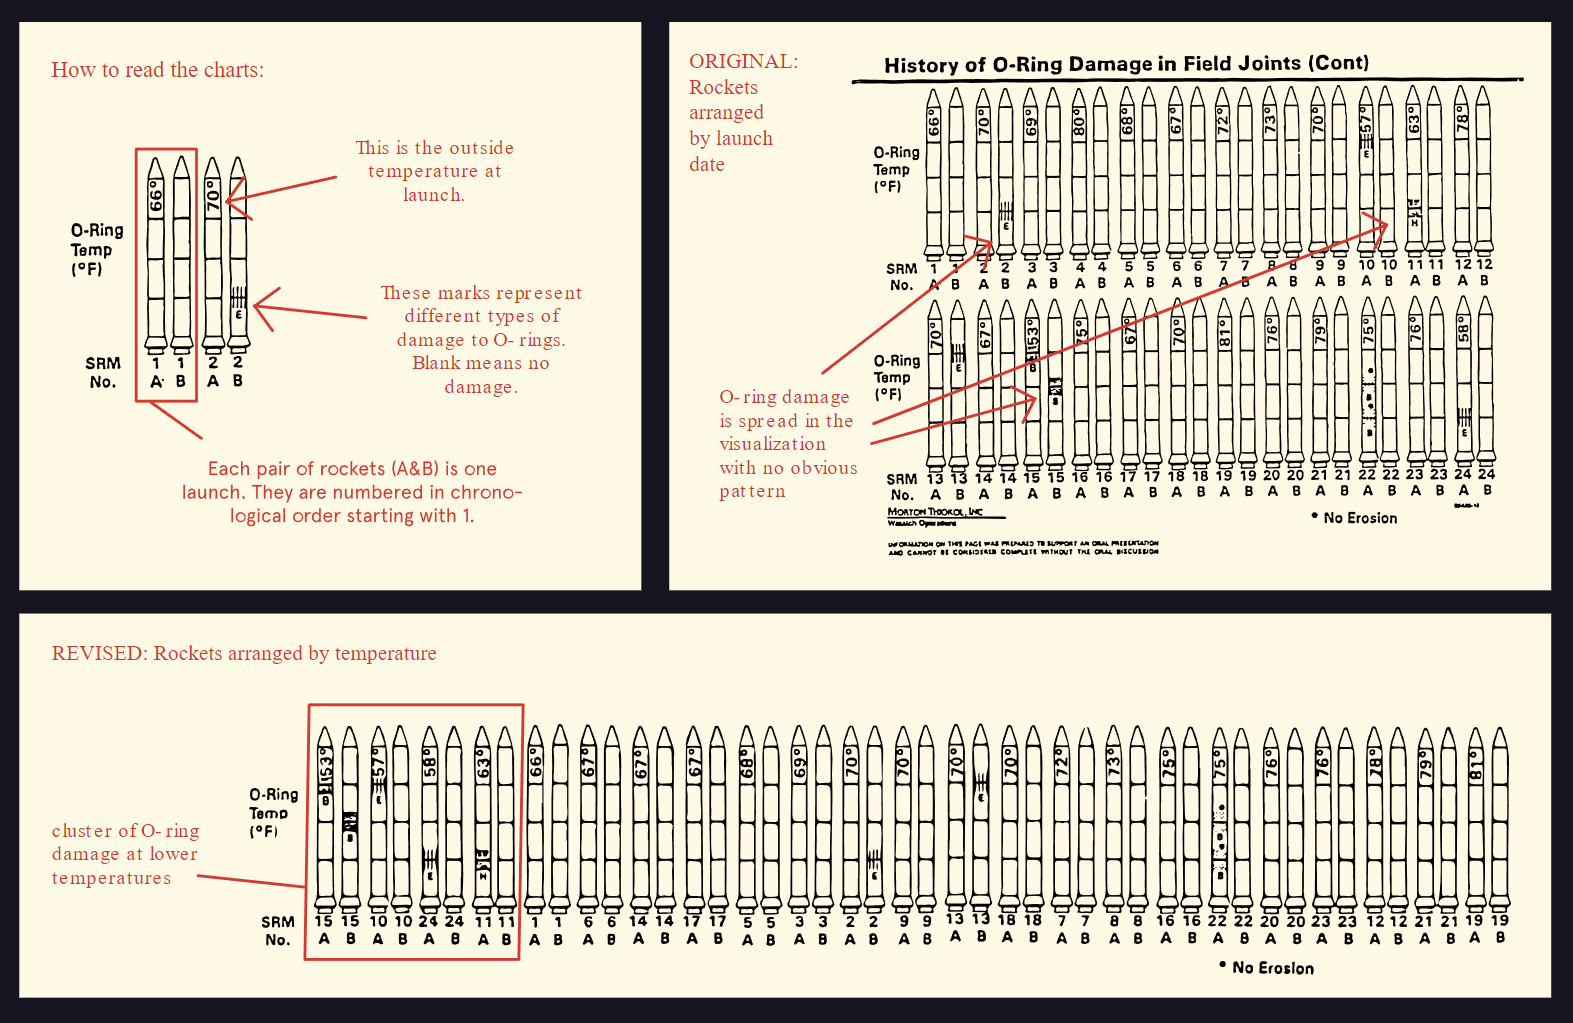 How to read the charts:
This is the outside
temperature at
launch.
66°
70°
O-Ring
Temp
(°F)
E
These marks represent
different types of
damage to O- rings.
Blank means no
damage.
SRM 1 1 2 2
No. A B A B
Each pair of rockets (A&B) is one
launch. They are numbered in chrono-
logical order starting with 1.
ORIGINAL:
Rockets
arranged
by launch
date
History of O-Ring Damage in Field Joints (Cont)
66° 70° 69° 80° 68° 67° 72° 73° 70° 57° 63° 78°
O-Ring
Temp
(°F)
E
E
H
SRM 1 1 2 2 3 3 4 4 5 5 6 6 7 7 8 8 9 9 10 10 11 11 12 12
No. A B A B A B A B A B A B A B A B A B A B A B A B
70° 67° 53° 75° 67° 70° 81° 76° 79° 75° 76° 58°
O-Ring
Temp
(°F)
E
B
B
B
B
E
O- ring damage
is spread in the
visualization
with no obvious
pattern
SRM 13 13 14 14 15 15 16 16 17 17 18 18 19 19 20 20 21 21 22 22 23 23 24 24
No. A B A B A B A B A B A B A B A B A B A B A B A B
MORTON THIOKOL, INC
Wasatch Operations
• No Erosion
INFORMATION ON THIS PAGE WAS PREPARED TO SUPPORT AN ORAL PRESENTATION
AND CANNOT BE CONSIDERED COMPLETE WITHOUT THE ORAL DISCUSSION
REVISED: Rockets arranged by temperature
53° 57° 58° 63° 66° 67° 67° 67° 68° 69° 70° 70° 70° 70° 72° 73° 75° 75° 76° 76° 78° 79° 81°
O-Ring
Temp
(°F)
B
B
E
E
H
E
E
B
B
cluster of O- ring
damage at lower
temperatures
SRM 15 15 10 10 24 24 11 11 1 1 6 6 14 14 17 17 5 5 3 3 2 2 9 9 13 13 18 18 7 7 8 8 16 16 22 22 20 20 23 23 12 12 21 21 19 19
No. A B A B A B A B A B A B A B A B A B A B A B A B A B A B A B A B A B A B A B A B A B A B A B
• No Erosion